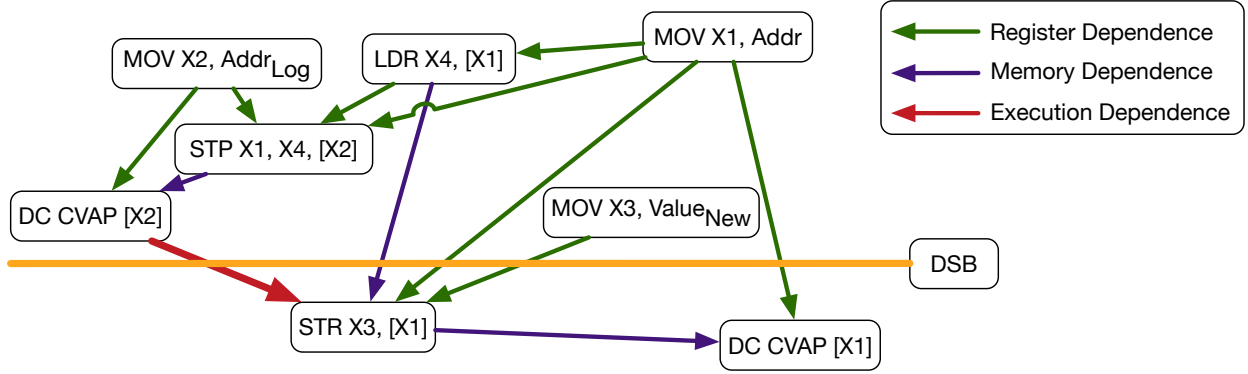 MOV X1, Addr
Register Dependence
MOV X2, AddrLog
LDR X4, [X1]
Memory Dependence
Execution Dependence
STP X1, X4, [X2]
DC CVAP [X2]
MOV X3, ValueNew
DSB
STR X3, [X1]
DC CVAP [X1]